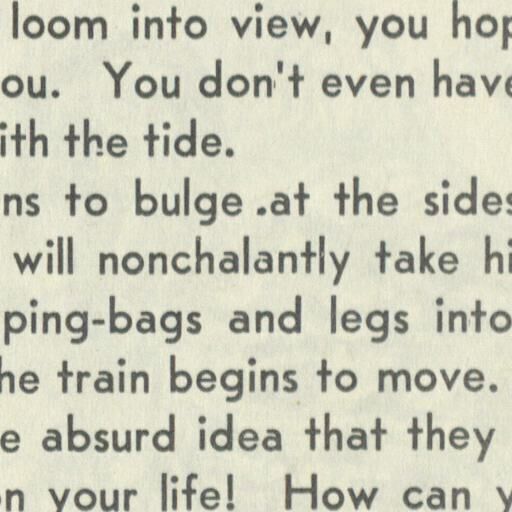 loom into view, you hop
ou. You don't even have
ith the tide.
ns to bulge .at the sides
will nonchalantly take hi
ping-bags and legs into
he train begins to move.
e absurd idea that they
on your life! How can y